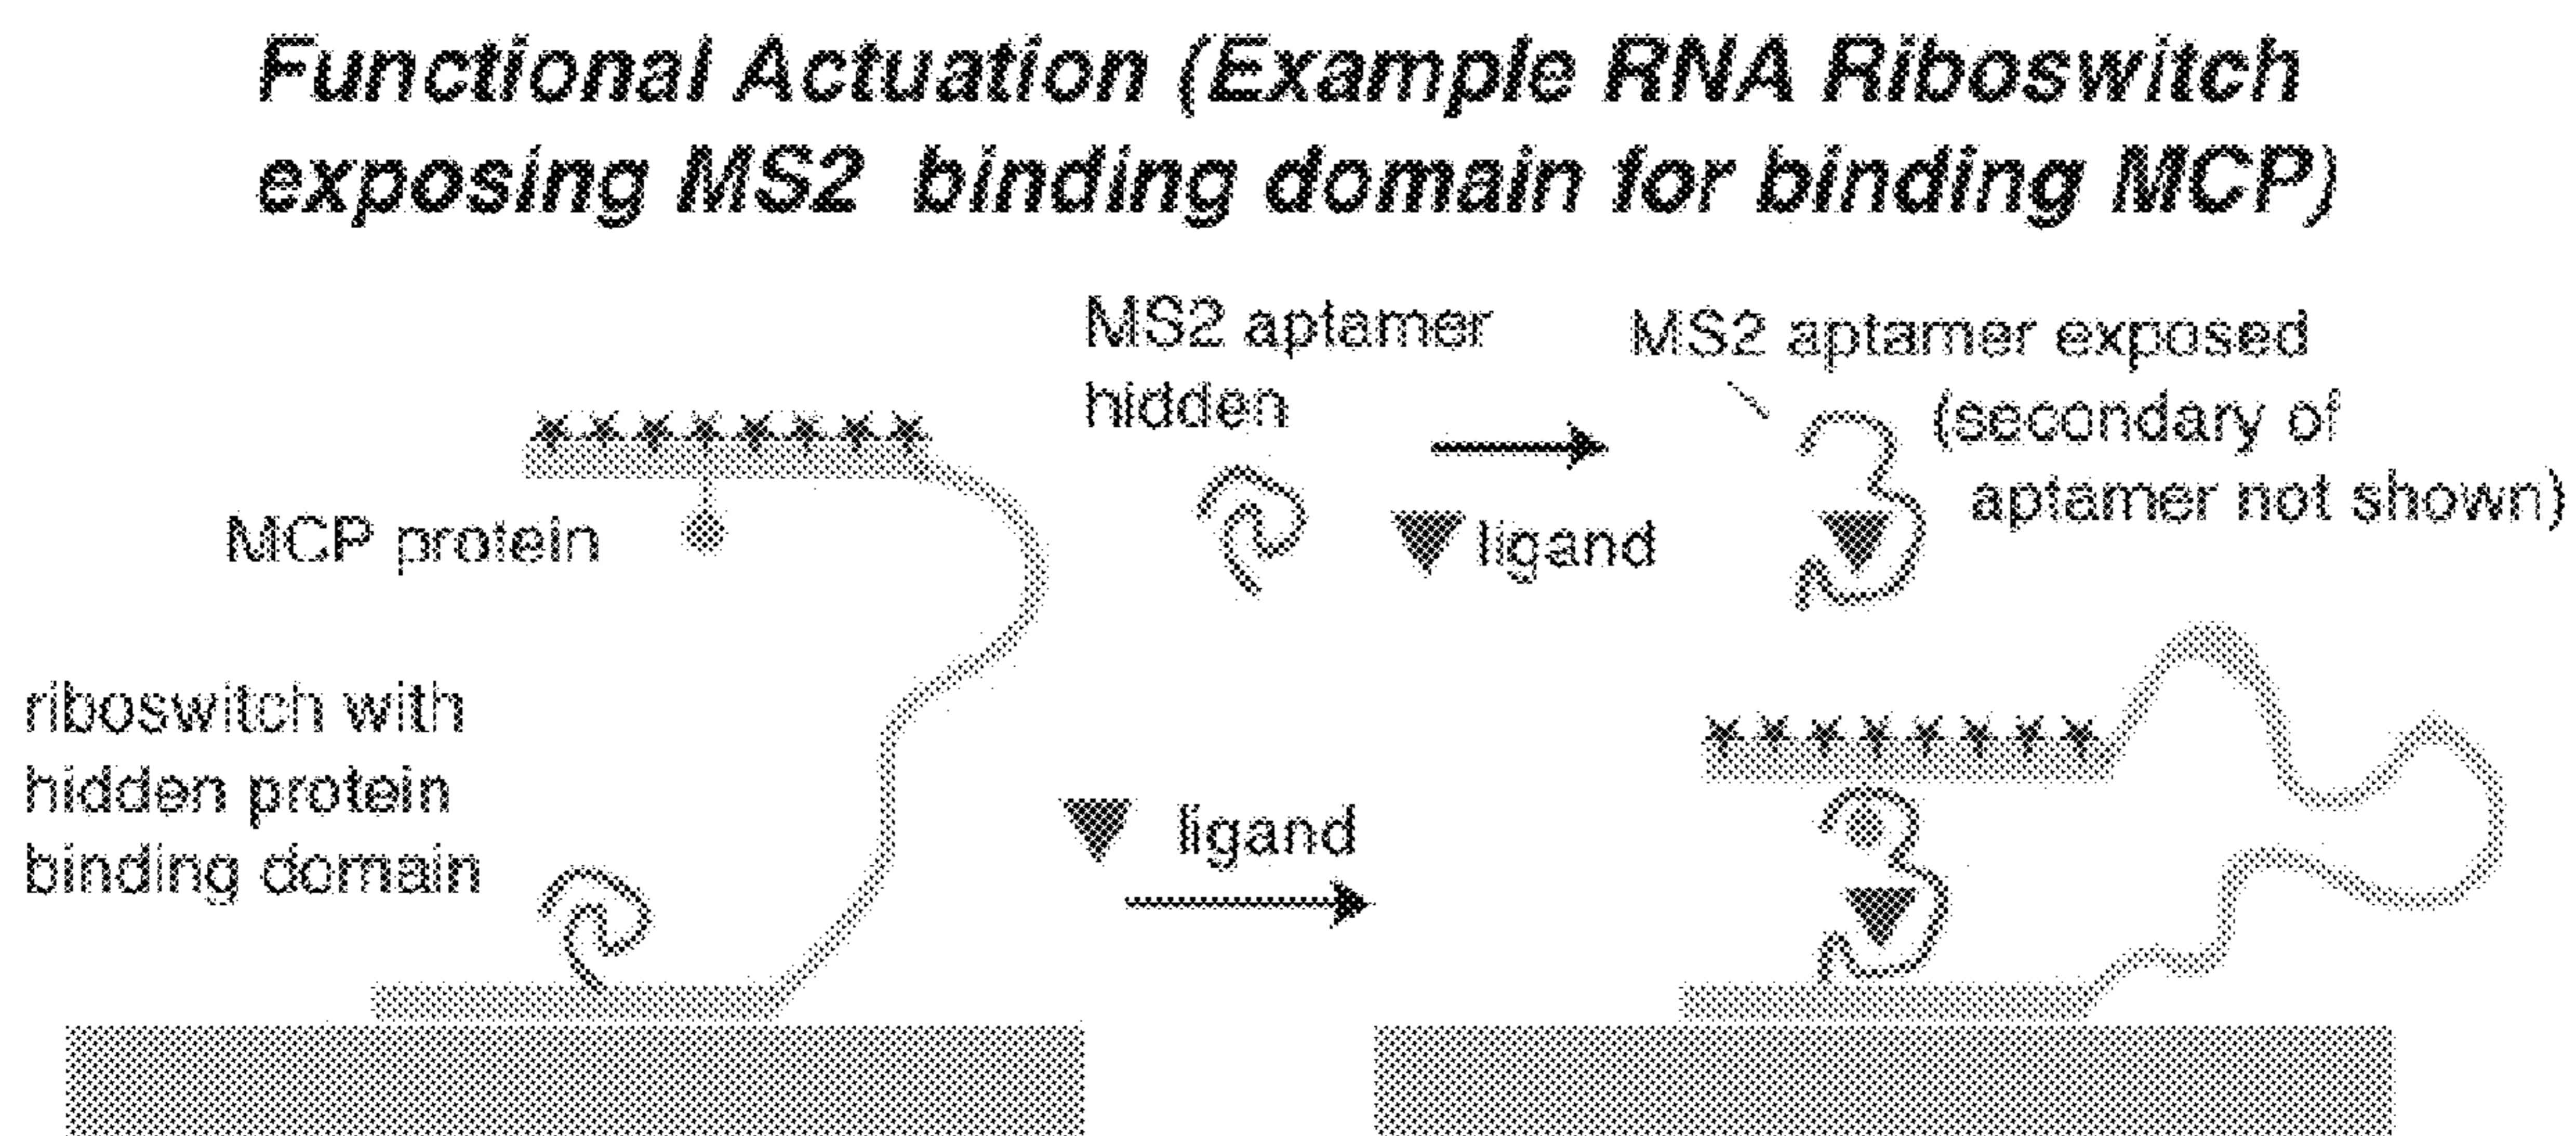 Functional Actuation (Example RNA Riboswitch
exposing MS2 binding domain for binding MCP)
MS2 aptamer
hidden
MS2 aptamer exposed
(secondary of
aptamer not shown)
ligand
MCP protein
riboswitch with
hidden protein
binding domain
ligand